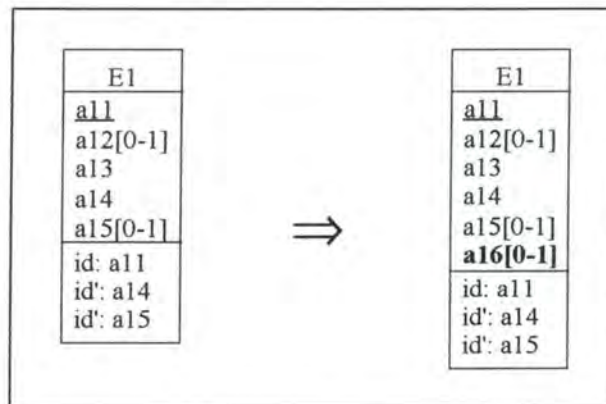 E1
a11
a12[0-1]
a13
a14
a15[0-1]
id: a11
id': a14
id': a15
⇒
E1
a11
a12[0-1]
a13
a14
a15[0-1]
a16[0-1]
id: a11
id': a14
id': a15